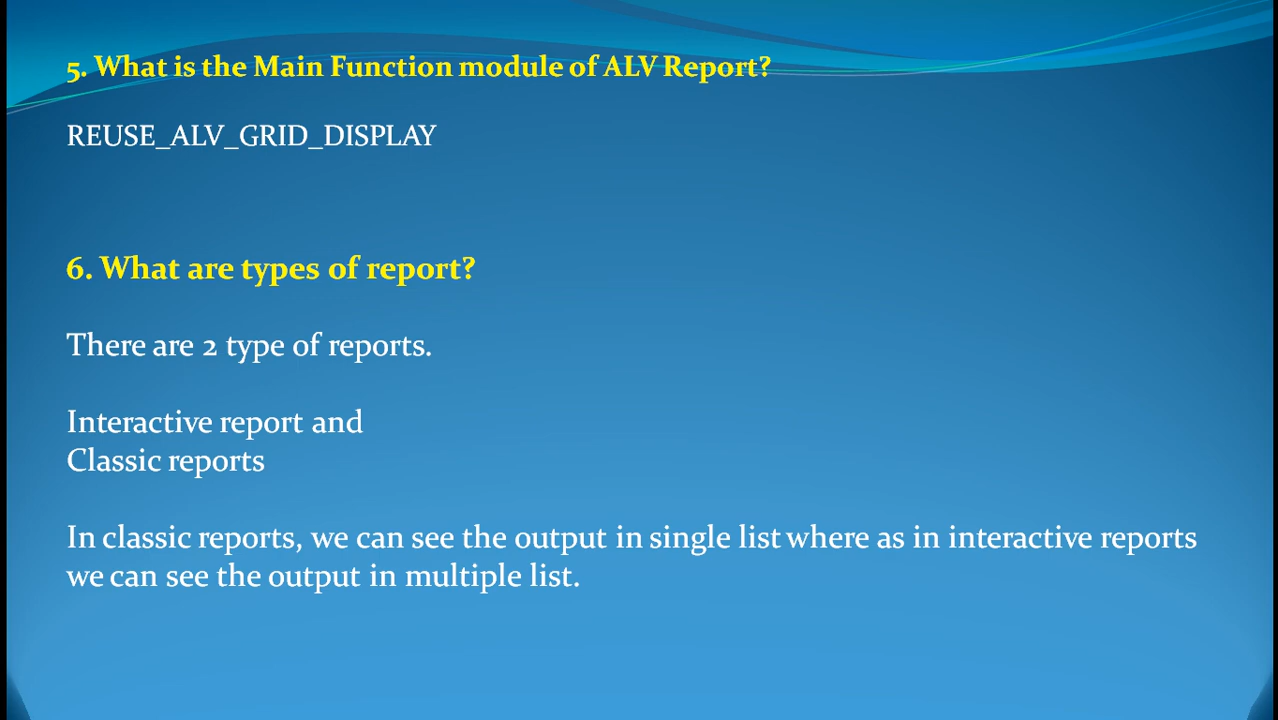 5. What is the Main Function module of ALV Report?
REUSE_ALV_GRID_DISPLAY
6. What are types of report?
There are 2 type of reports.
Interactive report and
Classic reports
In classic reports, we can see the output in single list where as in interactive reports
we can see the output in multiple list.